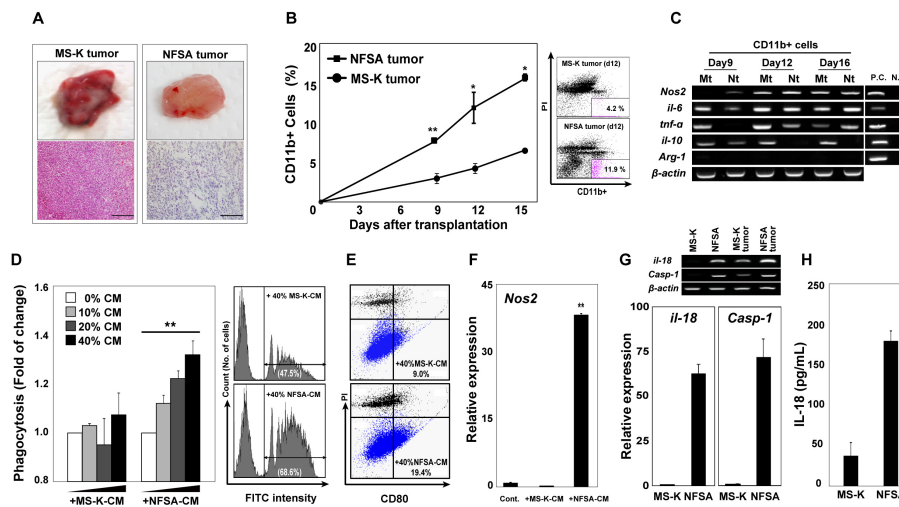 A
MS-K tumor
NFSA tumor
B
CD11b+ Cells (%)
20
15
10
5
0
NFSA tumor
MS-K tumor
**
*
*
0
3
6
9
12
15
Days after transplantation
MS-K tumor (d12)
4.2 %
NFSA tumor (d12)
11.9 %
PI
CD11b+
C
CD11b+ cells
Day9
Day12
Day16
Mt
Nt
Mt
Nt
Mt
Nt
P.C.
Nos2
il-6
tnf-α
il-10
Arg-1
β-actin
D
Phagocytosis (Fold of change)
1.6
1.4
1.2
1.0
0.8
0% CM
10% CM
20% CM
40% CM
**
+MS-K-CM
+NFSA-CM
Count (No. of cells)
+ 40% MS-K-CM
(47.5%)
+40% NFSA-CM
(68.6%)
FITC intensity
E
+40%MS-K-CM
9.0%
+40%NFSA-CM
19.4%
PI
CD80
F
Relative expression
45
30
15
0
Nos2
**
Cont.
+MS-K-CM
+NFSA-CM
G
MS-K
NFSA
MS-K tumor
NFSA tumor
il-18
Casp-1
β-actin
Relative expression
100
75
50
25
0
il-18
Casp-1
MS-K
NFSA
MS-K
NFSA
H
IL-18 (pg/mL)
250
200
150
100
50
0
MS-K